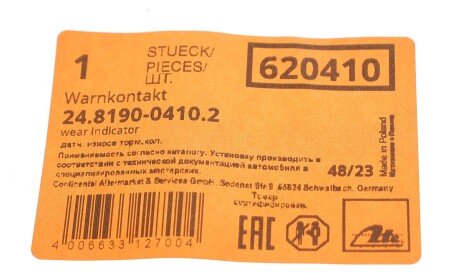 1
STUECK/
PIECES/
ШТ.
620410
Warnkontakt
24.8190-0410.2
wear Indicator
датч. износа торм.кол.
Применяемость согласно каталогу. Установку производить в
соответствии с технической документацией автомобиля в
специализированных мастерских.
48/23
Made in Poland
Continental Aftermarket & Services GmbH. Sodener Str.9 65824 Schwalbach, Germany
Товар
сертифицирован.
4 006633 127004
EAC
Ate